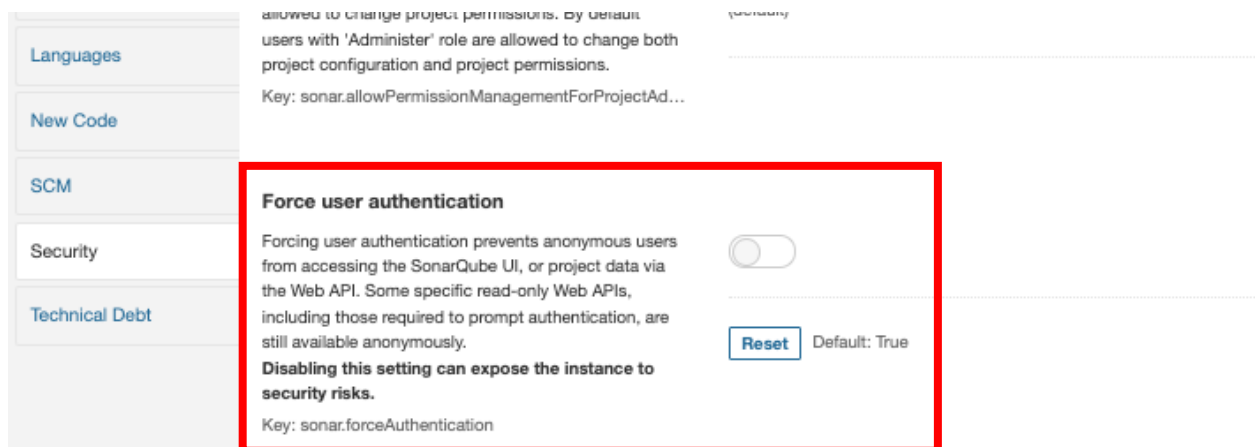 allowed to change project permissions. By default
(default)
users with 'Administer' role are allowed to change both
project configuration and project permissions.
Key: sonar.allowPermissionManagementForProjectAd...
Languages
New Code
SCM
Security
Technical Debt
Force user authentication
Forcing user authentication prevents anonymous users
from accessing the SonarQube UI, or project data via
the Web API. Some specific read-only Web APIs,
including those required to prompt authentication, are
still available anonymously.
Disabling this setting can expose the instance to
security risks.
Key: sonar.forceAuthentication
Reset
Default: True